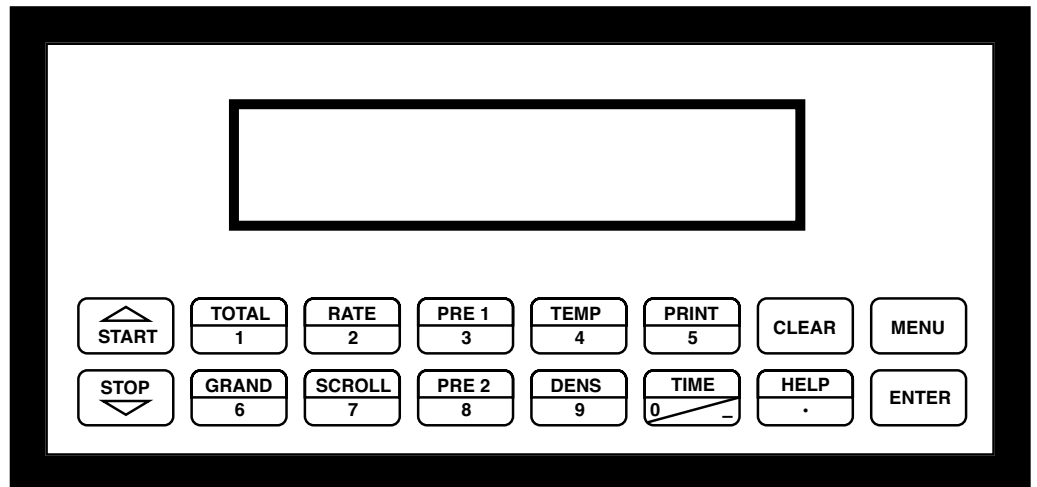 START
TOTAL
1
RATE
2
PRE 1
3
TEMP
4
PRINT
5
CLEAR
MENU
STOP
GRAND
6
SCROLL
7
PRE 2
8
DENS
9
TIME
0 –
HELP
.
ENTER